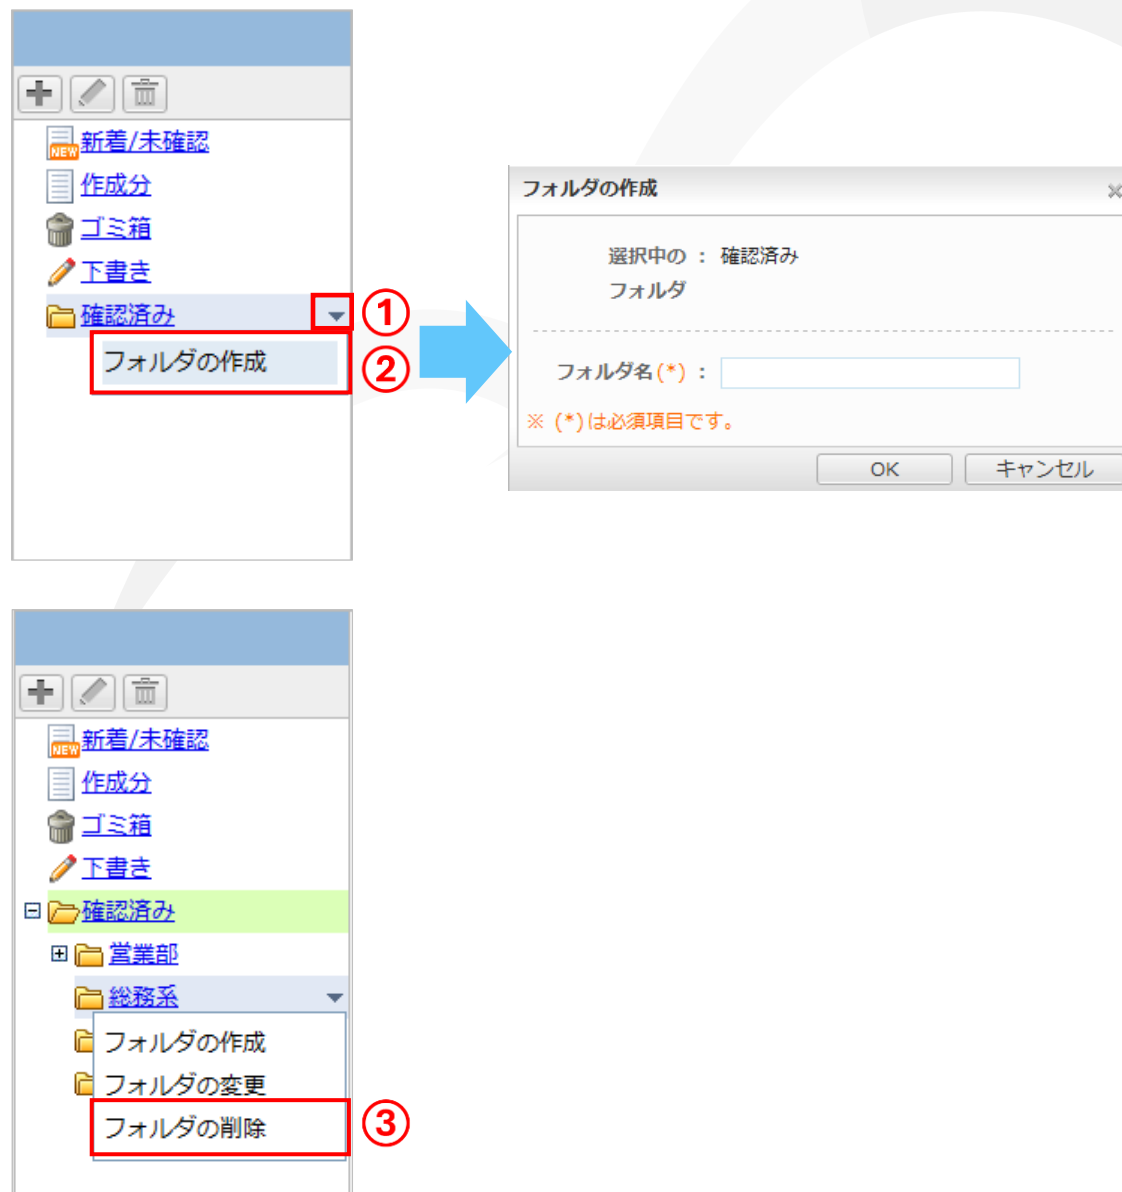 NEW
新着/未確認
作成分
ゴミ箱
下書き
確認済み
①
フォルダの作成
②
フォルダの作成
選択中の : 確認済み
フォルダ
フォルダ名(*) :
※ (*)は必須項目です。
OK
キャンセル
NEW
新着/未確認
作成分
ゴミ箱
下書き
確認済み
営業部
総務系
フォルダの作成
フォルダの変更
フォルダの削除
③